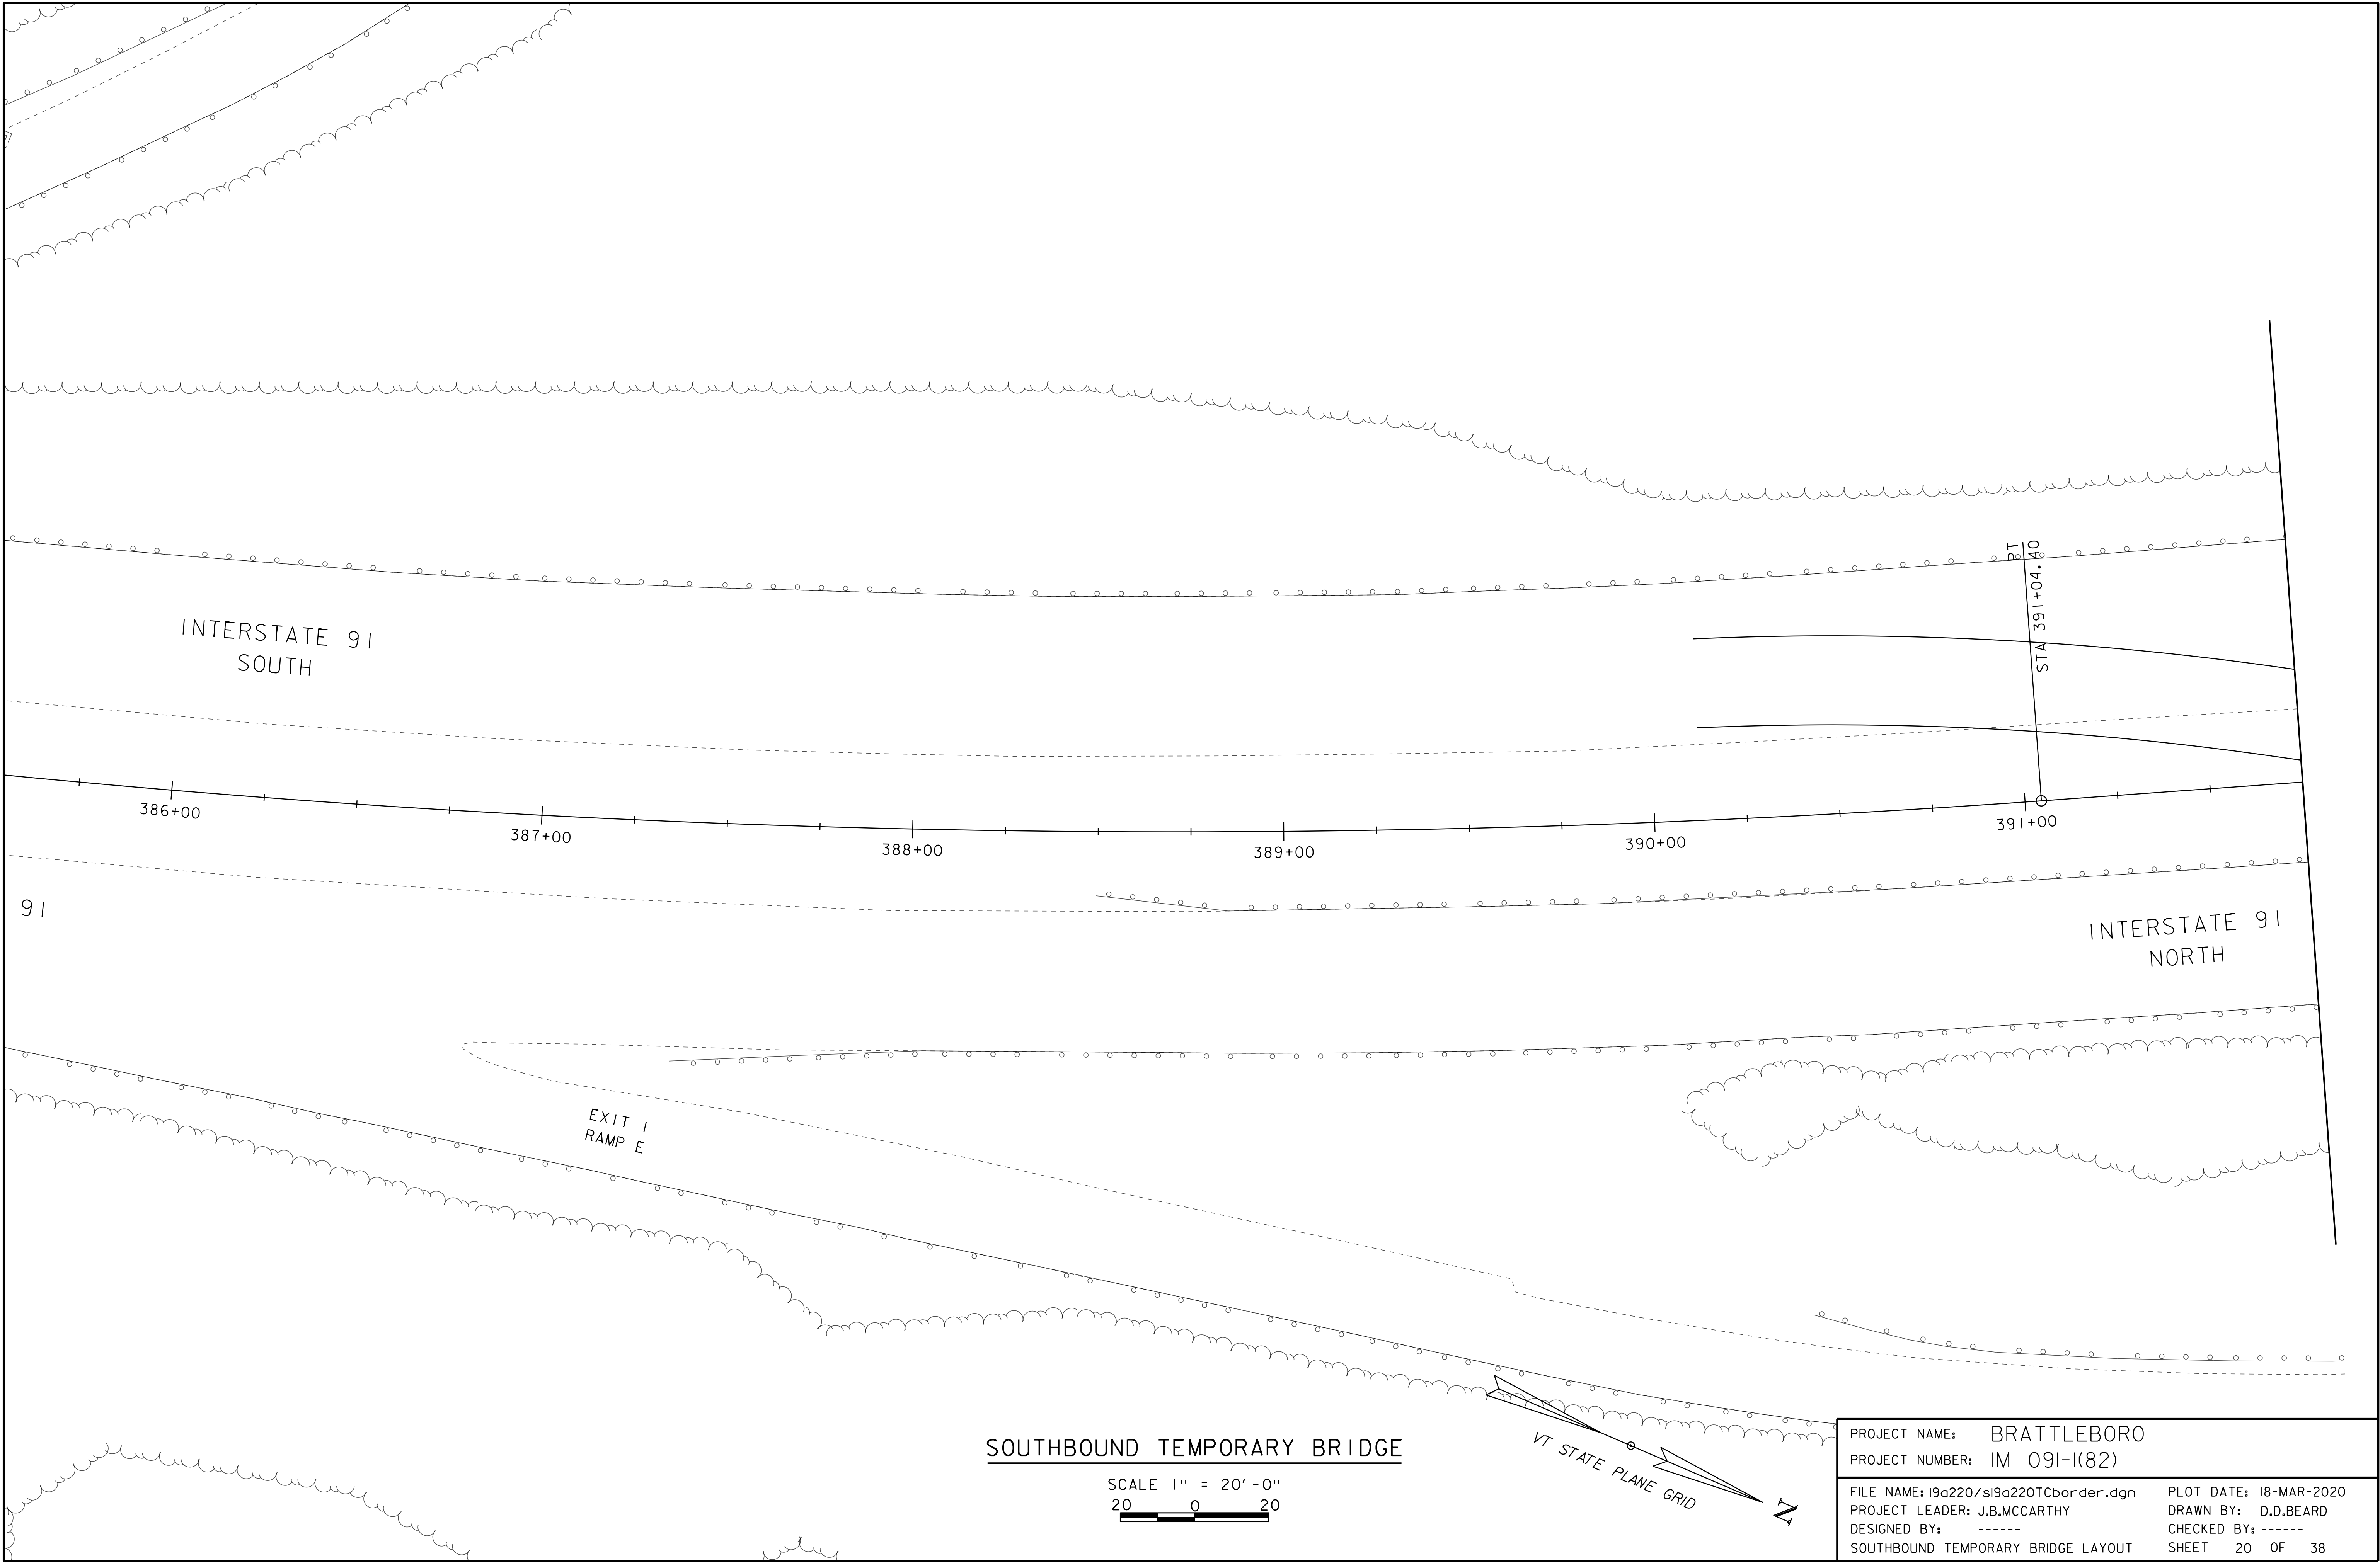 PT
STA 391+04.40
INTERSTATE 91
SOUTH
386+00
387+00
388+00
389+00
390+00
391+00
91
INTERSTATE 91
NORTH
EXIT 1
RAMP E
SOUTHBOUND TEMPORARY BRIDGE
SCALE 1" = 20'-0"
20 0 20
VT STATE PLANE GRID
N
PROJECT NAME: BRATTLEBORO
PROJECT NUMBER: IM 091-1(82)
FILE NAME: 19a220/s19a220TCborder.dgn PLOT DATE: 18-MAR-2020
PROJECT LEADER: J.B.MCCARTHY DRAWN BY: D.D.BEARD
DESIGNED BY: ------ CHECKED BY: ------
SOUTHBOUND TEMPORARY BRIDGE LAYOUT SHEET 20 OF 38